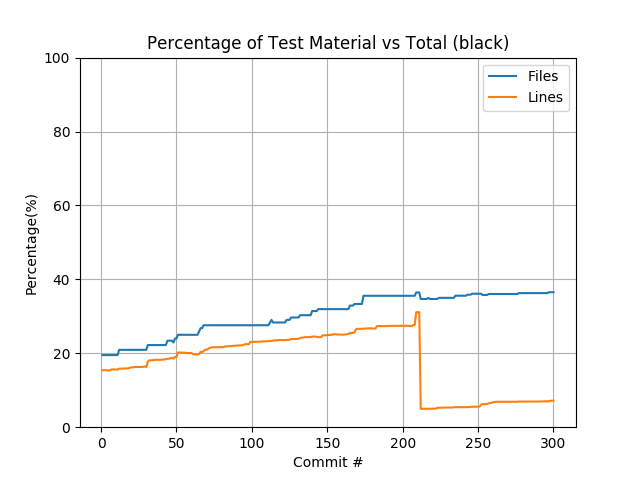 Percentage of Test Material vs Total (black)
Files
Lines
100
80
60
40
20
0
Percentage(%)
0 50 100 150 200 250 300
Commit #